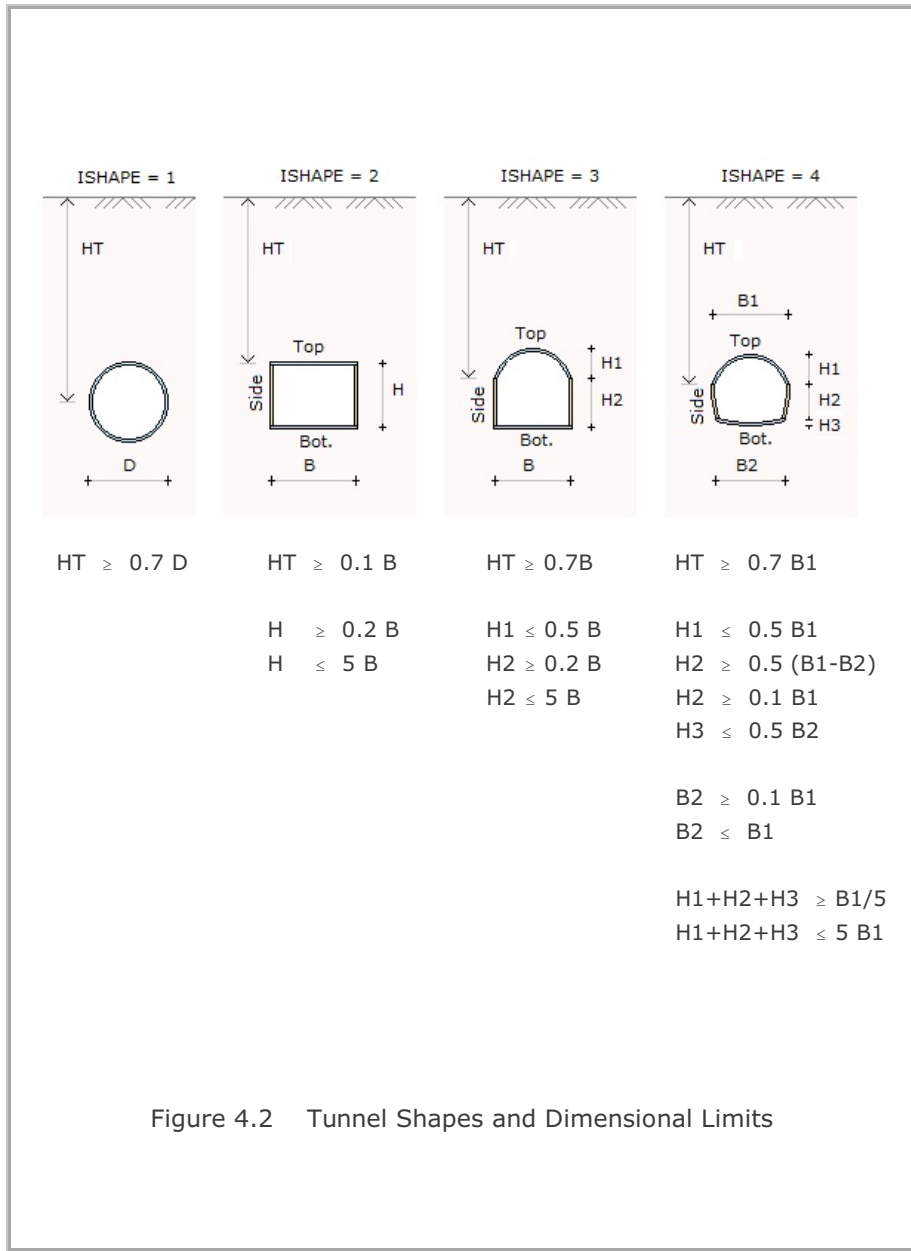 ISHAPE = 1
HT
D
HT ≥ 0.7 D
ISHAPE = 2
HT
Top
Side
H
Bot.
B
HT ≥ 0.1 B
H ≥ 0.2 B
H ≤ 5 B
ISHAPE = 3
HT
Top
H1
Side
H2
Bot.
B
HT ≥ 0.7B
H1 ≤ 0.5 B
H2 ≥ 0.2 B
H2 ≤ 5 B
ISHAPE = 4
HT
B1
Top
H1
Side
H2
H3
Bot.
B2
HT ≥ 0.7 B1
H1 ≤ 0.5 B1
H2 ≥ 0.5 (B1-B2)
H2 ≥ 0.1 B1
H3 ≤ 0.5 B2
B2 ≥ 0.1 B1
B2 ≤ B1
H1+H2+H3 ≥ B1/5
H1+H2+H3 ≤ 5 B1
Figure 4.2 Tunnel Shapes and Dimensional Limits